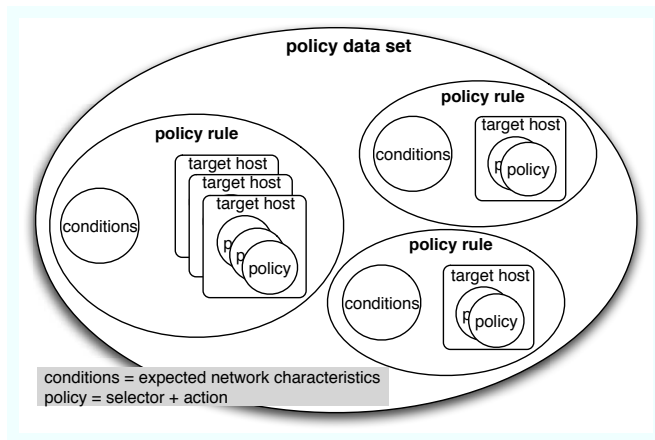 policy data set
policy rule
conditions
target host
target host
target host
p
p
policy
policy rule
conditions
target host
p
policy
policy rule
conditions
target host
p
policy
conditions = expected network characteristics
policy = selector + action